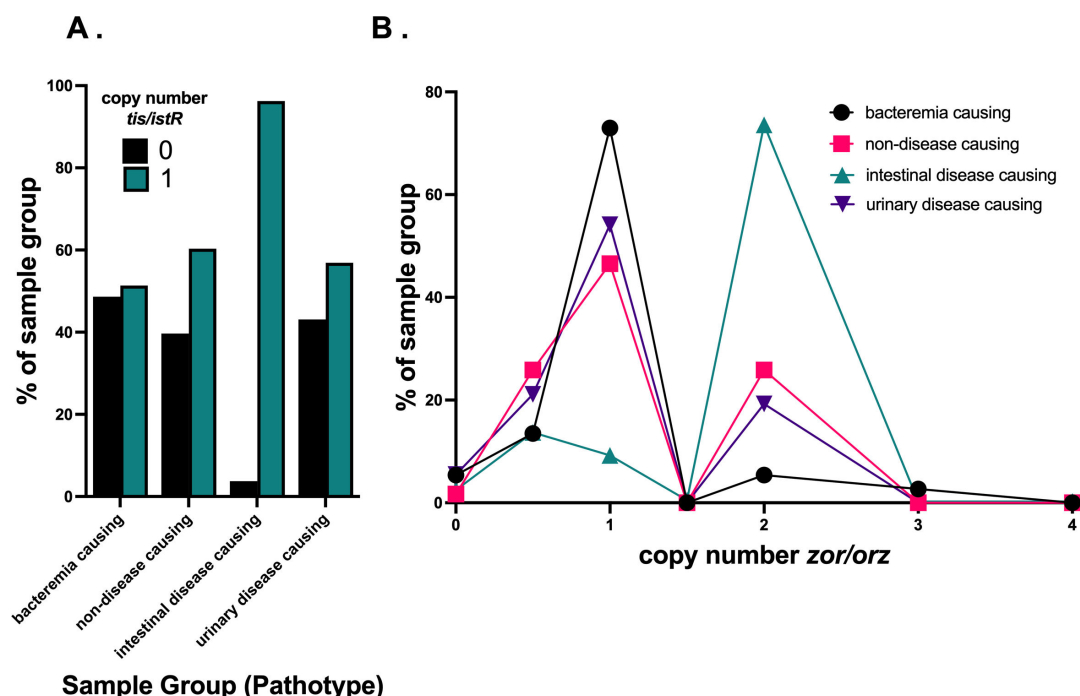 A .
copy number
tis/istR
0
1
100
80
60
40
20
0
% of sample group
bacteremia causing
non-disease causing
intestinal disease causing
urinary disease causing
Sample Group (Pathotype)
B .
bacteremia causing
non-disease causing
intestinal disease causing
urinary disease causing
80
60
40
20
0
% of sample group
0
1
2
3
4
copy number zor/orz